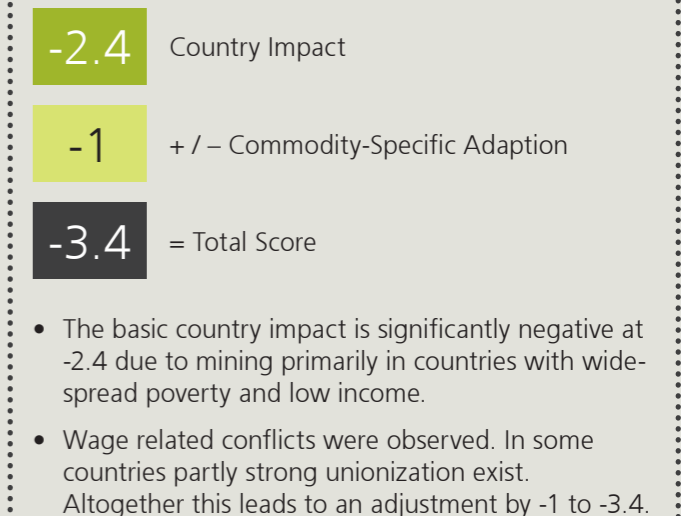 -2.4 Country Impact
-1 + / – Commodity-Specific Adaption
-3.4 = Total Score
• The basic country impact is significantly negative at
-2.4 due to mining primarily in countries with wide-
spread poverty and low income.
• Wage related conflicts were observed. In some
countries partly strong unionization exist.
Altogether this leads to an adjustment by -1 to -3.4.